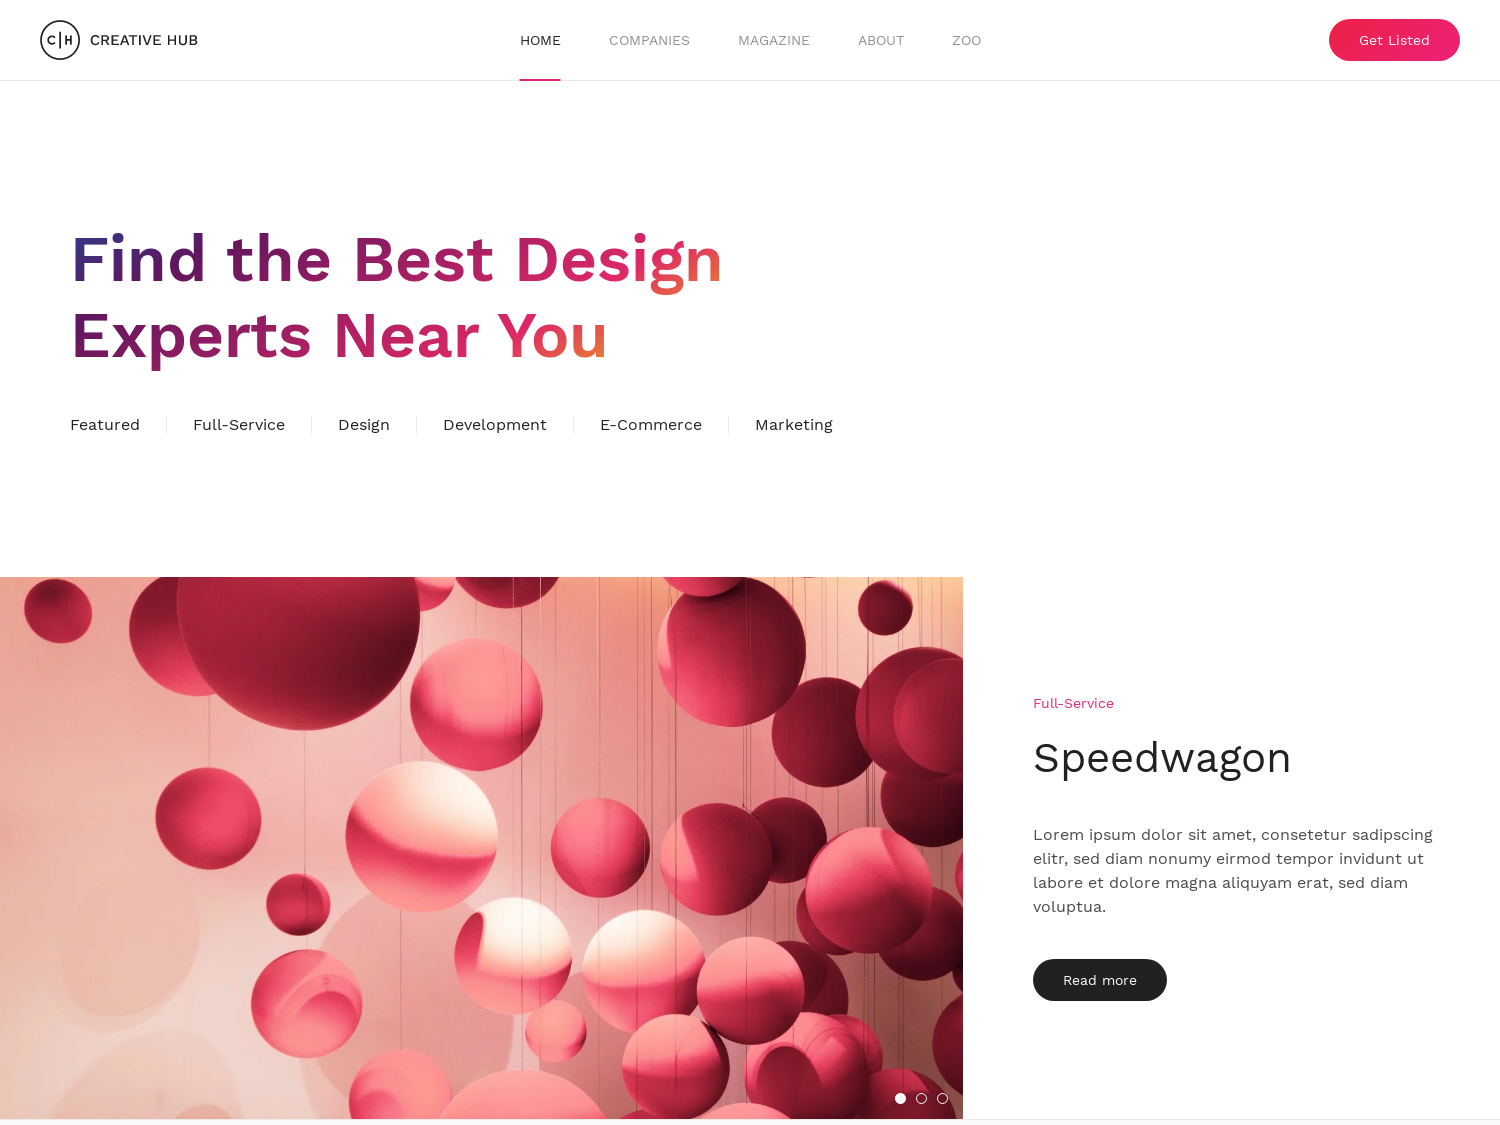 C|H CREATIVE HUB
HOME COMPANIES MAGAZINE ABOUT ZOO
Get Listed
Find the Best Design
Experts Near You
Featured Full-Service Design Development E-Commerce Marketing
Full-Service
Speedwagon
Lorem ipsum dolor sit amet, consetetur sadipscing
elitr, sed diam nonumy eirmod tempor invidunt ut
labore et dolore magna aliquyam erat, sed diam
voluptua.
Read more